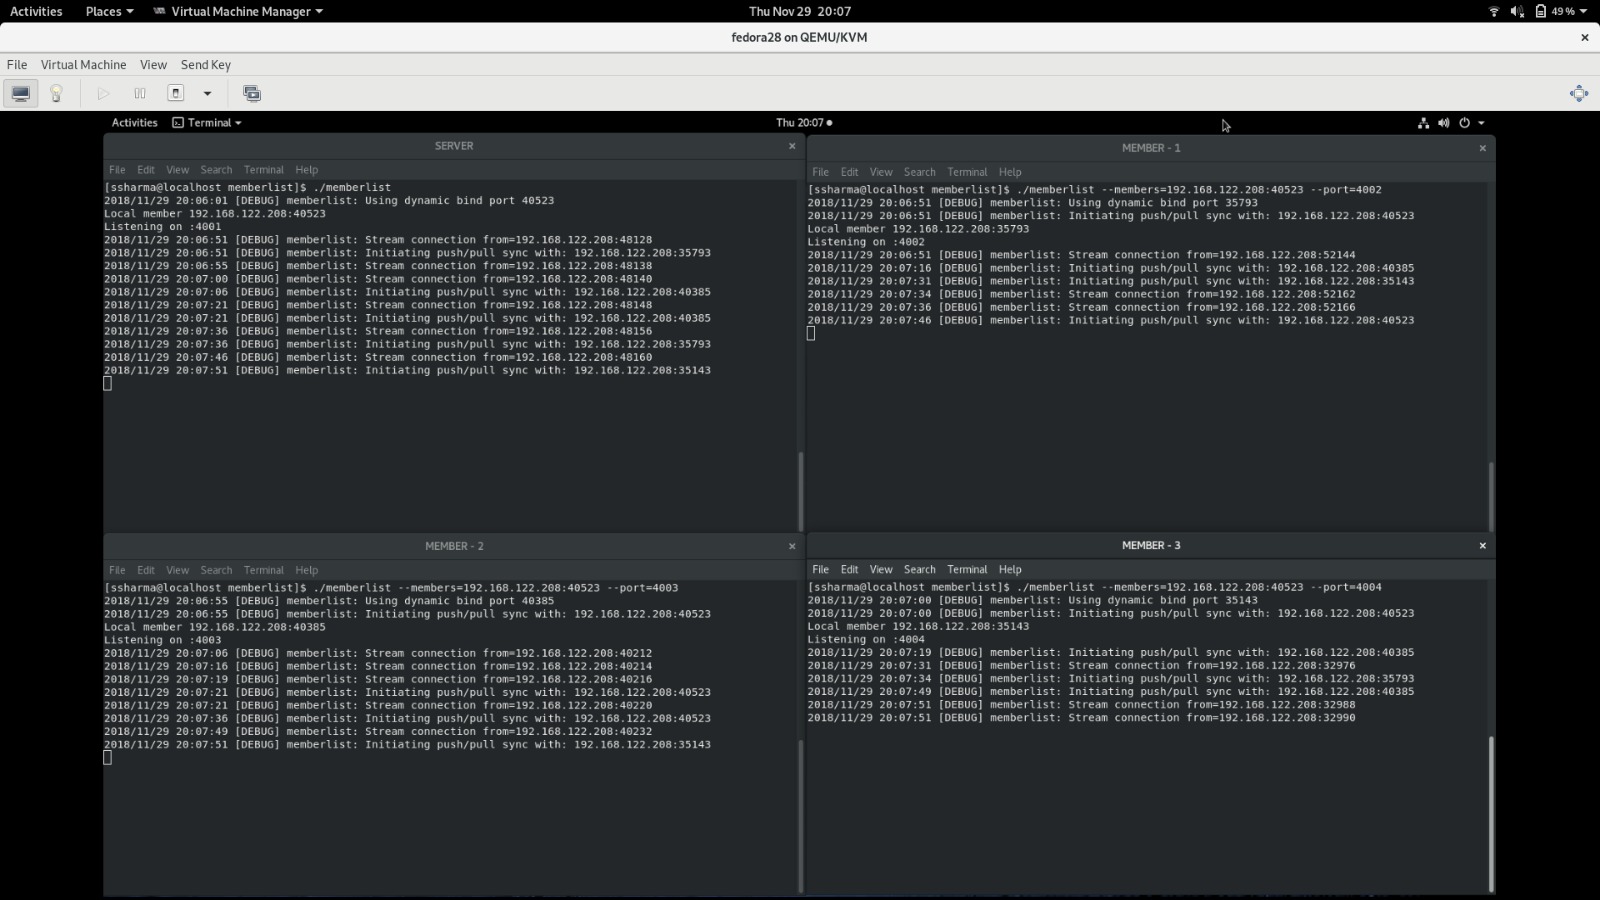 Activities Places Virtual Machine Manager Thu Nov 29 20:07 49 %
fedora28 on QEMU/KVM
File Virtual Machine View Send Key
Activities Terminal Thu 20:07
SERVER
File Edit View Search Terminal Help
[ssharma@localhost memberlist]$ ./memberlist
2018/11/29 20:06:01 [DEBUG] memberlist: Using dynamic bind port 40523
Local member 192.168.122.208:40523
Listening on :4001
2018/11/29 20:06:51 [DEBUG] memberlist: Stream connection from=192.168.122.208:48128
2018/11/29 20:06:51 [DEBUG] memberlist: Initiating push/pull sync with: 192.168.122.208:35793
2018/11/29 20:06:55 [DEBUG] memberlist: Stream connection from=192.168.122.208:48138
2018/11/29 20:07:00 [DEBUG] memberlist: Stream connection from=192.168.122.208:48140
2018/11/29 20:07:06 [DEBUG] memberlist: Initiating push/pull sync with: 192.168.122.208:40385
2018/11/29 20:07:21 [DEBUG] memberlist: Stream connection from=192.168.122.208:48148
2018/11/29 20:07:21 [DEBUG] memberlist: Initiating push/pull sync with: 192.168.122.208:40385
2018/11/29 20:07:36 [DEBUG] memberlist: Stream connection from=192.168.122.208:48156
2018/11/29 20:07:36 [DEBUG] memberlist: Initiating push/pull sync with: 192.168.122.208:35793
2018/11/29 20:07:46 [DEBUG] memberlist: Stream connection from=192.168.122.208:48160
2018/11/29 20:07:51 [DEBUG] memberlist: Initiating push/pull sync with: 192.168.122.208:35143
MEMBER - 1
File Edit View Search Terminal Help
[ssharma@localhost memberlist]$ ./memberlist --members=192.168.122.208:40523 --port=4002
2018/11/29 20:06:51 [DEBUG] memberlist: Using dynamic bind port 35793
2018/11/29 20:06:51 [DEBUG] memberlist: Initiating push/pull sync with: 192.168.122.208:40523
Local member 192.168.122.208:35793
Listening on :4002
2018/11/29 20:06:51 [DEBUG] memberlist: Stream connection from=192.168.122.208:52144
2018/11/29 20:07:16 [DEBUG] memberlist: Initiating push/pull sync with: 192.168.122.208:40385
2018/11/29 20:07:31 [DEBUG] memberlist: Initiating push/pull sync with: 192.168.122.208:35143
2018/11/29 20:07:34 [DEBUG] memberlist: Stream connection from=192.168.122.208:52162
2018/11/29 20:07:36 [DEBUG] memberlist: Stream connection from=192.168.122.208:52166
2018/11/29 20:07:46 [DEBUG] memberlist: Initiating push/pull sync with: 192.168.122.208:40523
MEMBER - 2
File Edit View Search Terminal Help
[ssharma@localhost memberlist]$ ./memberlist --members=192.168.122.208:40523 --port=4003
2018/11/29 20:06:55 [DEBUG] memberlist: Using dynamic bind port 40385
2018/11/29 20:06:55 [DEBUG] memberlist: Initiating push/pull sync with: 192.168.122.208:40523
Local member 192.168.122.208:40385
Listening on :4003
2018/11/29 20:07:06 [DEBUG] memberlist: Stream connection from=192.168.122.208:40212
2018/11/29 20:07:16 [DEBUG] memberlist: Stream connection from=192.168.122.208:40214
2018/11/29 20:07:19 [DEBUG] memberlist: Stream connection from=192.168.122.208:40216
2018/11/29 20:07:21 [DEBUG] memberlist: Initiating push/pull sync with: 192.168.122.208:40523
2018/11/29 20:07:21 [DEBUG] memberlist: Stream connection from=192.168.122.208:40220
2018/11/29 20:07:36 [DEBUG] memberlist: Initiating push/pull sync with: 192.168.122.208:40523
2018/11/29 20:07:49 [DEBUG] memberlist: Stream connection from=192.168.122.208:40232
2018/11/29 20:07:51 [DEBUG] memberlist: Initiating push/pull sync with: 192.168.122.208:35143
MEMBER - 3
File Edit View Search Terminal Help
[ssharma@localhost memberlist]$ ./memberlist --members=192.168.122.208:40523 --port=4004
2018/11/29 20:07:00 [DEBUG] memberlist: Using dynamic bind port 35143
2018/11/29 20:07:00 [DEBUG] memberlist: Initiating push/pull sync with: 192.168.122.208:40523
Local member 192.168.122.208:35143
Listening on :4004
2018/11/29 20:07:19 [DEBUG] memberlist: Initiating push/pull sync with: 192.168.122.208:40385
2018/11/29 20:07:31 [DEBUG] memberlist: Stream connection from=192.168.122.208:32976
2018/11/29 20:07:34 [DEBUG] memberlist: Initiating push/pull sync with: 192.168.122.208:35793
2018/11/29 20:07:49 [DEBUG] memberlist: Initiating push/pull sync with: 192.168.122.208:40385
2018/11/29 20:07:51 [DEBUG] memberlist: Stream connection from=192.168.122.208:32988
2018/11/29 20:07:51 [DEBUG] memberlist: Stream connection from=192.168.122.208:32990